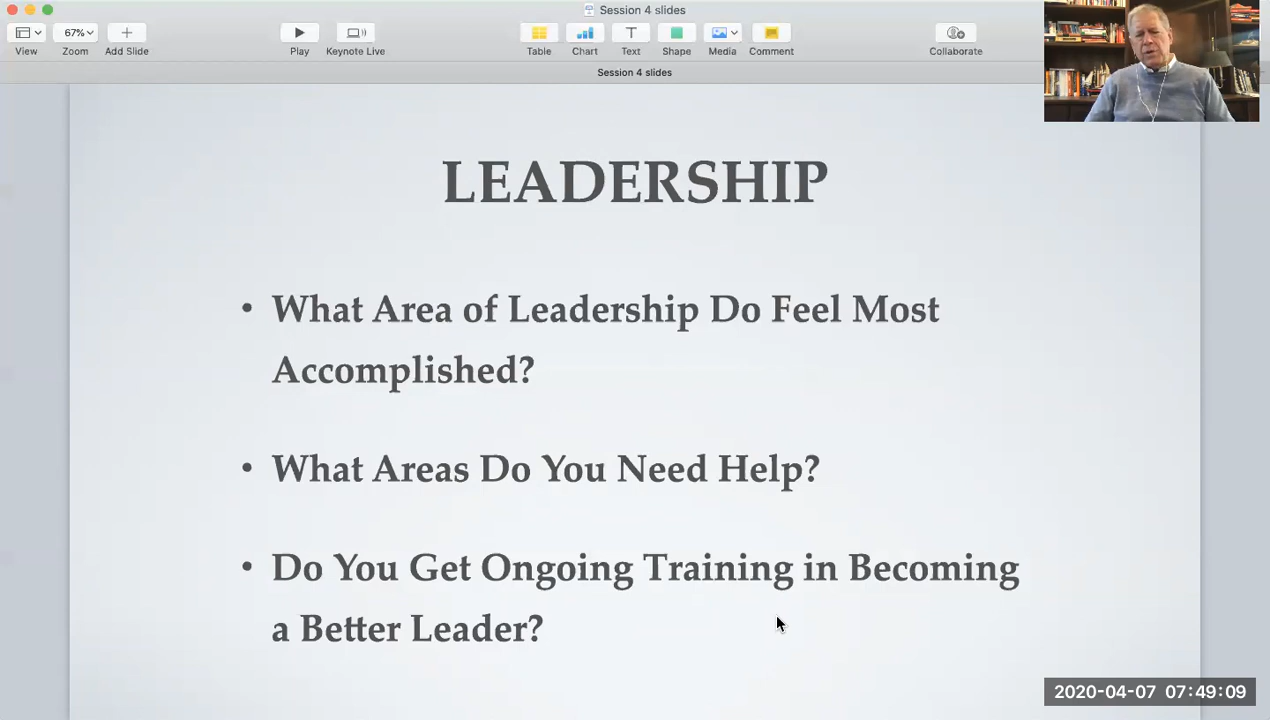 Session 4 slides
View
67%
Zoom
Add Slide
Play
Keynote Live
Table
Chart
Text
Shape
Media
Comment
Collaborate
Session 4 slides
LEADERSHIP
• What Area of Leadership Do Feel Most
Accomplished?
• What Areas Do You Need Help?
• Do You Get Ongoing Training in Becoming
a Better Leader?
2020-04-07 07:49:09